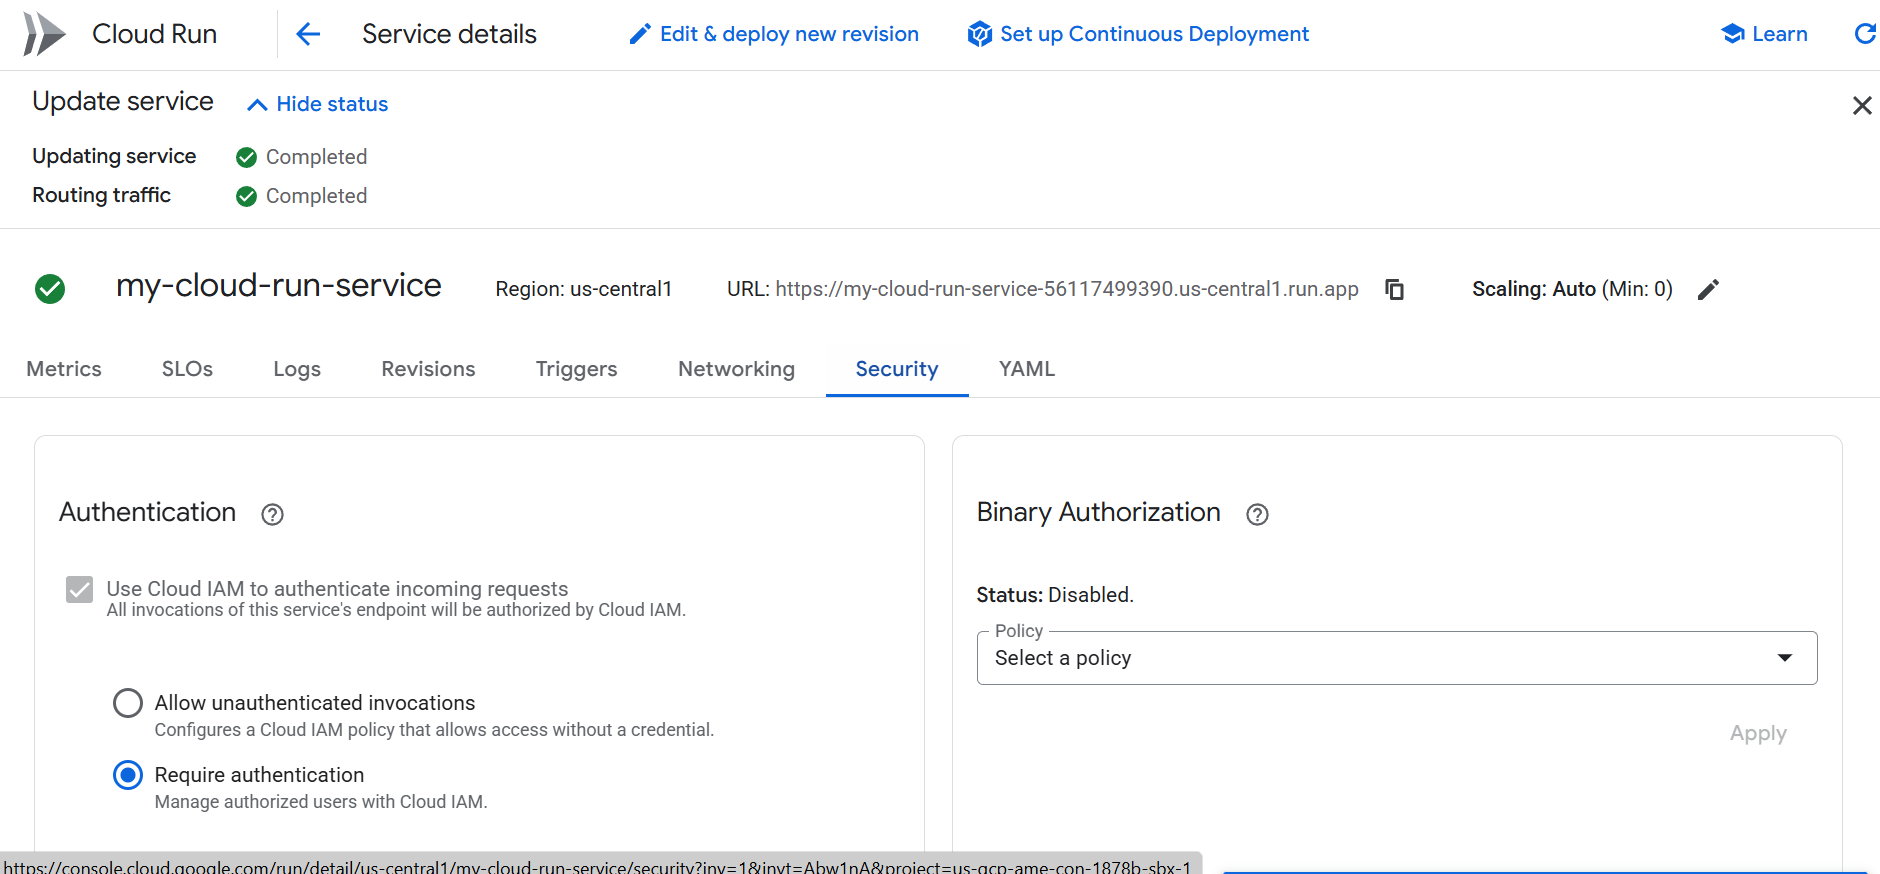 Cloud Run
Service details
Edit & deploy new revision
Set up Continuous Deployment
Learn
Update service
Hide status
Updating service
Completed
Routing traffic
Completed
my-cloud-run-service
Region: us-central1
URL: https://my-cloud-run-service-56117499390.us-central1.run.app
Scaling: Auto (Min: 0)
Metrics
SLOs
Logs
Revisions
Triggers
Networking
Security
YAML
Authentication
Use Cloud IAM to authenticate incoming requests
All invocations of this service's endpoint will be authorized by Cloud IAM.
Allow unauthenticated invocations
Configures a Cloud IAM policy that allows access without a credential.
Require authentication
Manage authorized users with Cloud IAM.
Binary Authorization
Status: Disabled.
Policy
Select a policy
Apply
https://console.cloud.google.com/run/detail/us-central1/my-cloud-run-service/security?inv=1&invt=Abw1nA&project=us-gcp-ame-con-1878b-sbx-1